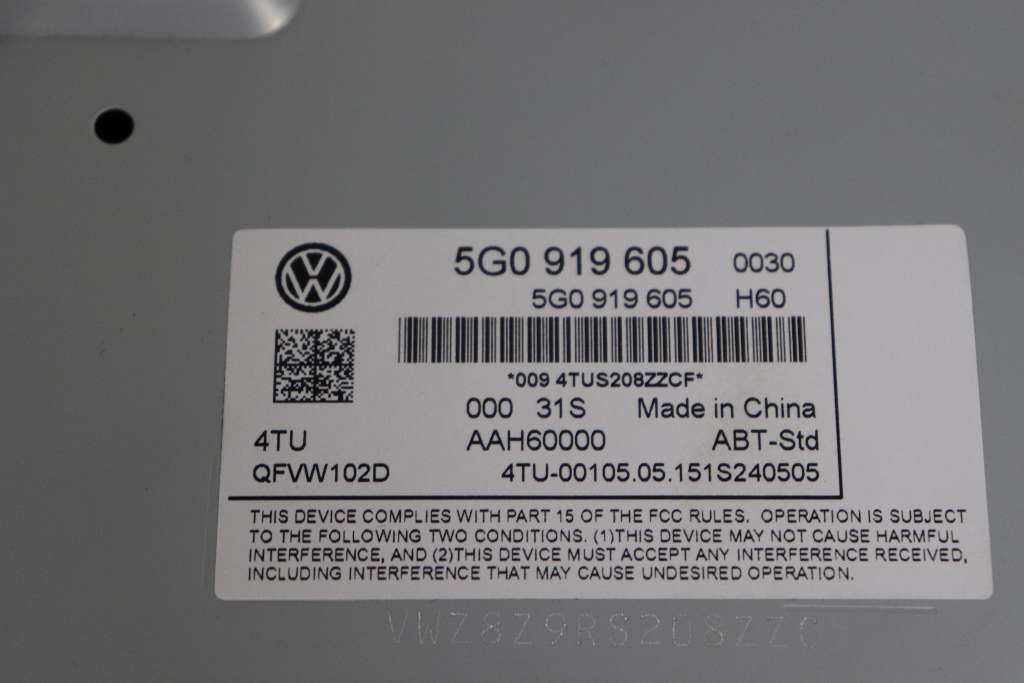 5G0 919 605 0030
5G0 919 605 H60
*009 4TUS208ZZCF*
000 31S Made in China
4TU AAH60000 ABT-Std
QFVW102D 4TU-00105.05.151S240505
THIS DEVICE COMPLIES WITH PART 15 OF THE FCC RULES. OPERATION IS SUBJECT
TO THE FOLLOWING TWO CONDITIONS. (1)THIS DEVICE MAY NOT CAUSE HARMFUL
INTERFERENCE, AND (2)THIS DEVICE MUST ACCEPT ANY INTERFERENCE RECEIVED,
INCLUDING INTERFERENCE THAT MAY CAUSE UNDESIRED OPERATION.
VWZ8Z9RS208ZZC